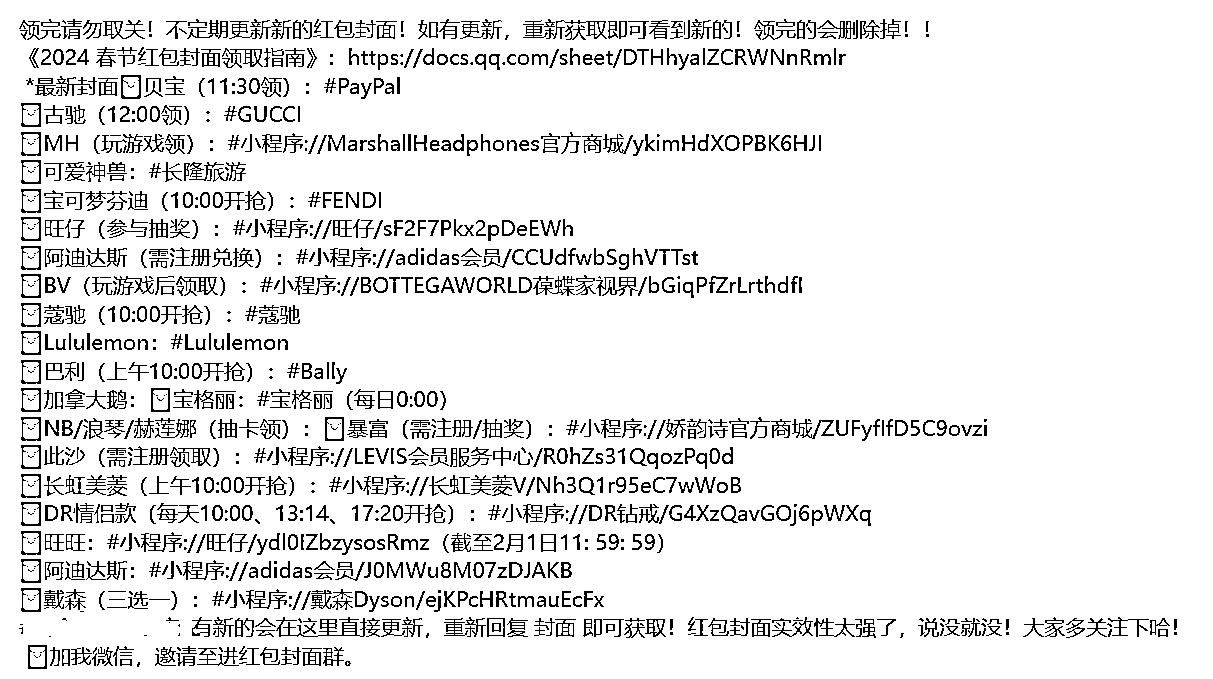 领完请勿取关！不定期更新新的红包封面！如有更新，重新获取即可看到新的！领完的会删除掉！！
《2024 春节红包封面领取指南》：https://docs.qq.com/sheet/DTHhyalZCRWNnRmlr
*最新封面贝宝（11:30领）：#PayPal
古驰（12:00领）：#GUCCI
MH（玩游戏领）：#小程序://MarshallHeadphones官方商城/ykimHdXOPBK6HJI
可爱神兽：#长隆旅游
宝可梦芬迪（10:00开抢）：#FENDI
旺仔（参与抽奖）：#小程序://旺仔/sF2F7Pkx2pDeEWh
阿迪达斯（需注册兑换）：#小程序://adidas会员/CCUdfwbSghVTTst
BV（玩游戏后领取）：#小程序://BOTTEGAWORLD葆蝶家视界/bGiqPfZrLrthdfI
蔻驰（10:00开抢）：#蔻驰
Lululemon：#Lululemon
巴利（上午10:00开抢）：#Bally
加拿大鹅：宝格丽：#宝格丽（每日0:00）
NB/浪琴/赫莲娜（抽卡领）：暴富（需注册/抽奖）：#小程序://娇韵诗官方商城/ZUFyfIfD5C9ovzi
此沙（需注册领取）：#小程序://LEVIS会员服务中心/R0hZs31QqozPq0d
长虹美菱（上午10:00开抢）：#小程序://长虹美菱V/Nh3Q1r95eC7wWoB
DR情侣款（每天10:00、13:14、17:20开抢）：#小程序://DR钻戒/G4XzQavGOj6pWXq
旺旺：#小程序://旺仔/ydl0IZbzysosRmz（截至2月1日11: 59: 59）
阿迪达斯：#小程序://adidas会员/J0MWu8M07zDJAKB
戴森（三选一）：#小程序://戴森Dyson/ejKPcHRtmauEcFx
有新的会在这里直接更新，重新回复 封面 即可获取！红包封面实效性太强了，说没就没！大家多关注下哈！
加我微信，邀请至进红包封面群。